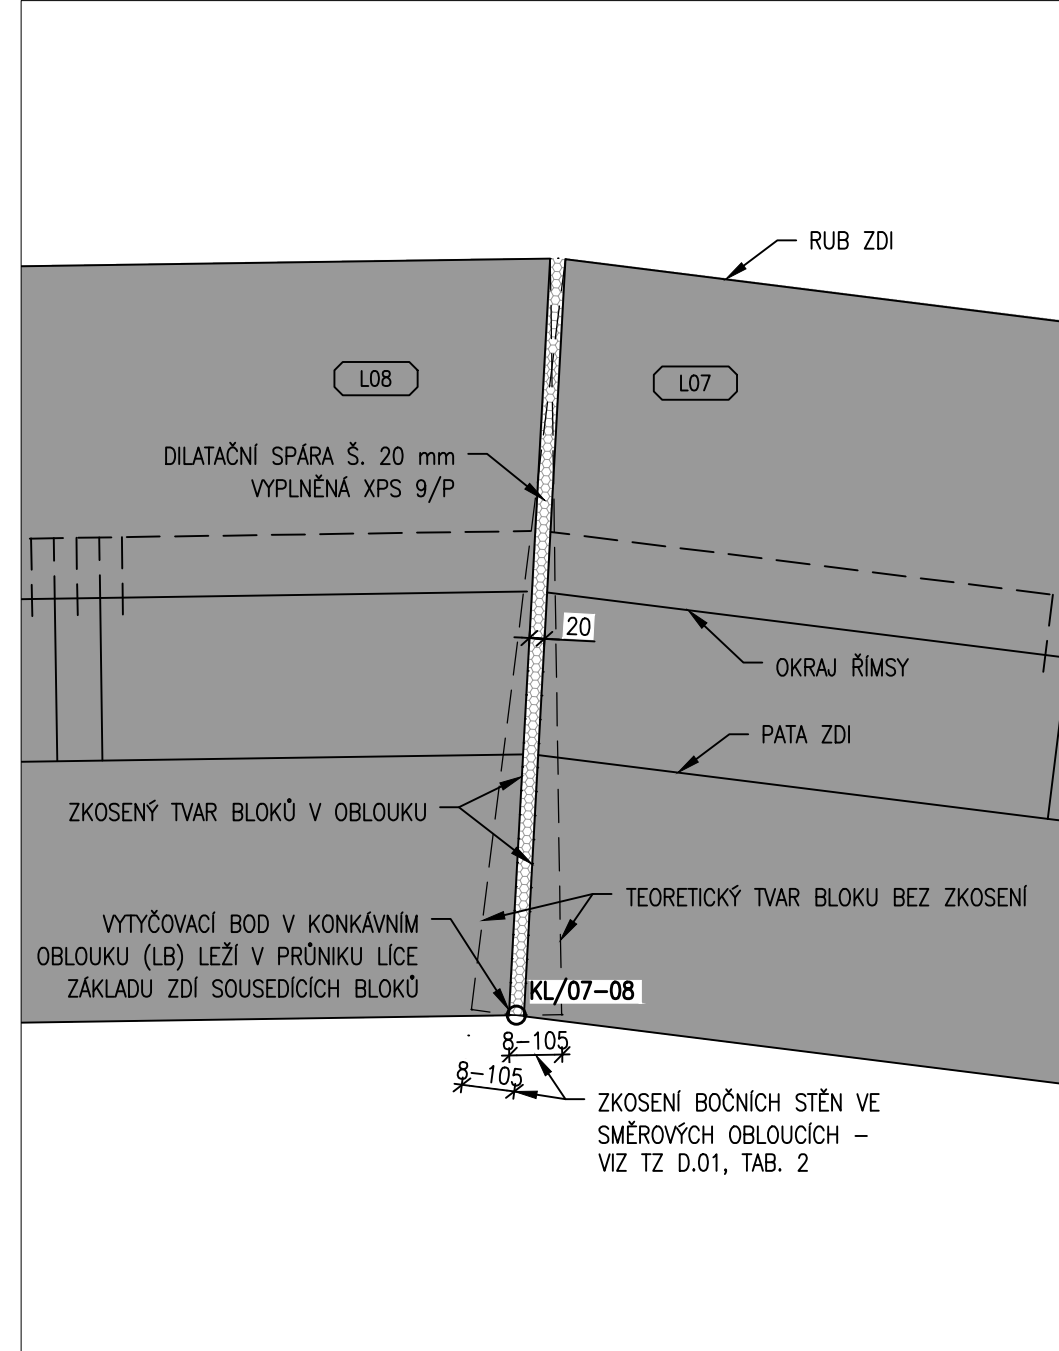 RUB ZDI
L08
L07
DILATAČNÍ SPÁRA Š. 20 mm
VYPLNĚNÁ XPS 9/P
20
OKRAJ ŘÍMSY
PATA ZDI
ZKOSENÝ TVAR BLOKŮ V OBLOUKU
TEORETICKÝ TVAR BLOKU BEZ ZKOSENÍ
VYTYČOVACÍ BOD V KONKÁVNÍM
OBLOUKU (LB) LEŽÍ V PRŮNIKU LÍCE
ZÁKLADU ZDÍ SOUSEDÍCÍCH BLOKŮ
KL/07-08
8-105
8-105
ZKOSENÍ BOČNÍCH STĚN VE
SMĚROVÝCH OBLOUCÍCH –
VIZ TZ D.01, TAB. 2